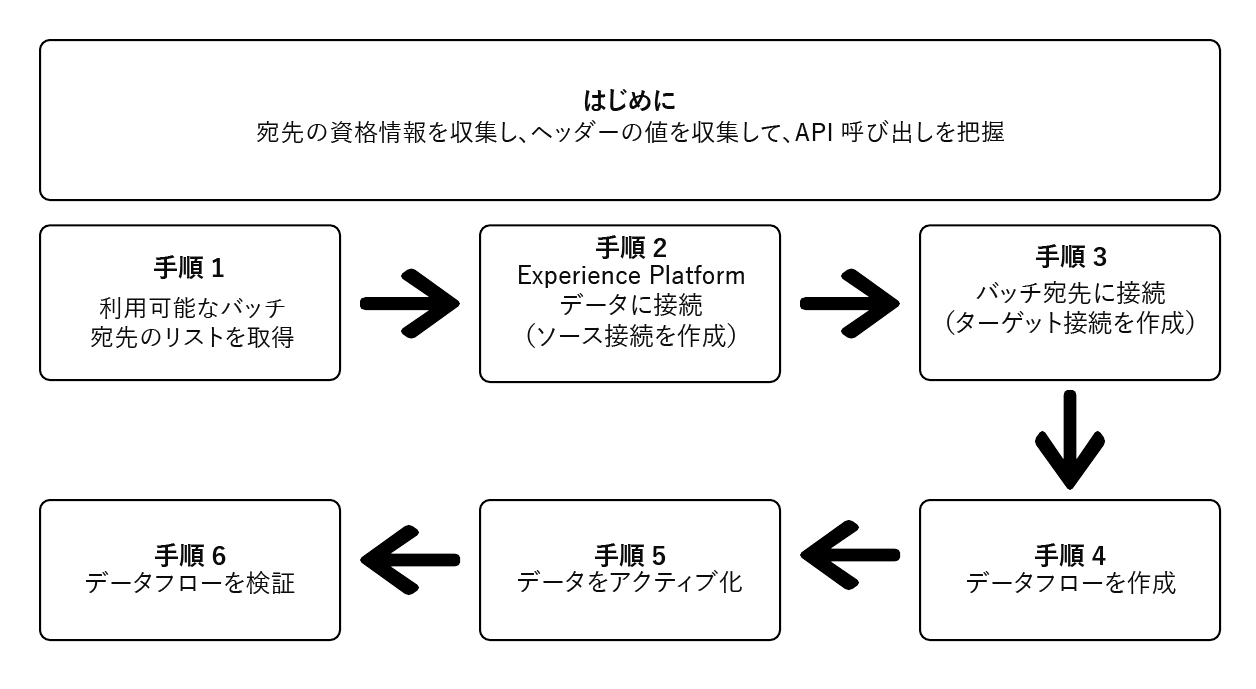 はじめに
宛先の資格情報を収集し、ヘッダーの値を収集して、API 呼び出しを把握
手順 1
利用可能なバッチ
宛先のリストを取得
手順 2
Experience Platform
データに接続
（ソース接続を作成）
手順 3
バッチ宛先に接続
（ターゲット接続を作成）
手順 4
データフローを作成
手順 5
データをアクティブ化
手順 6
データフローを検証